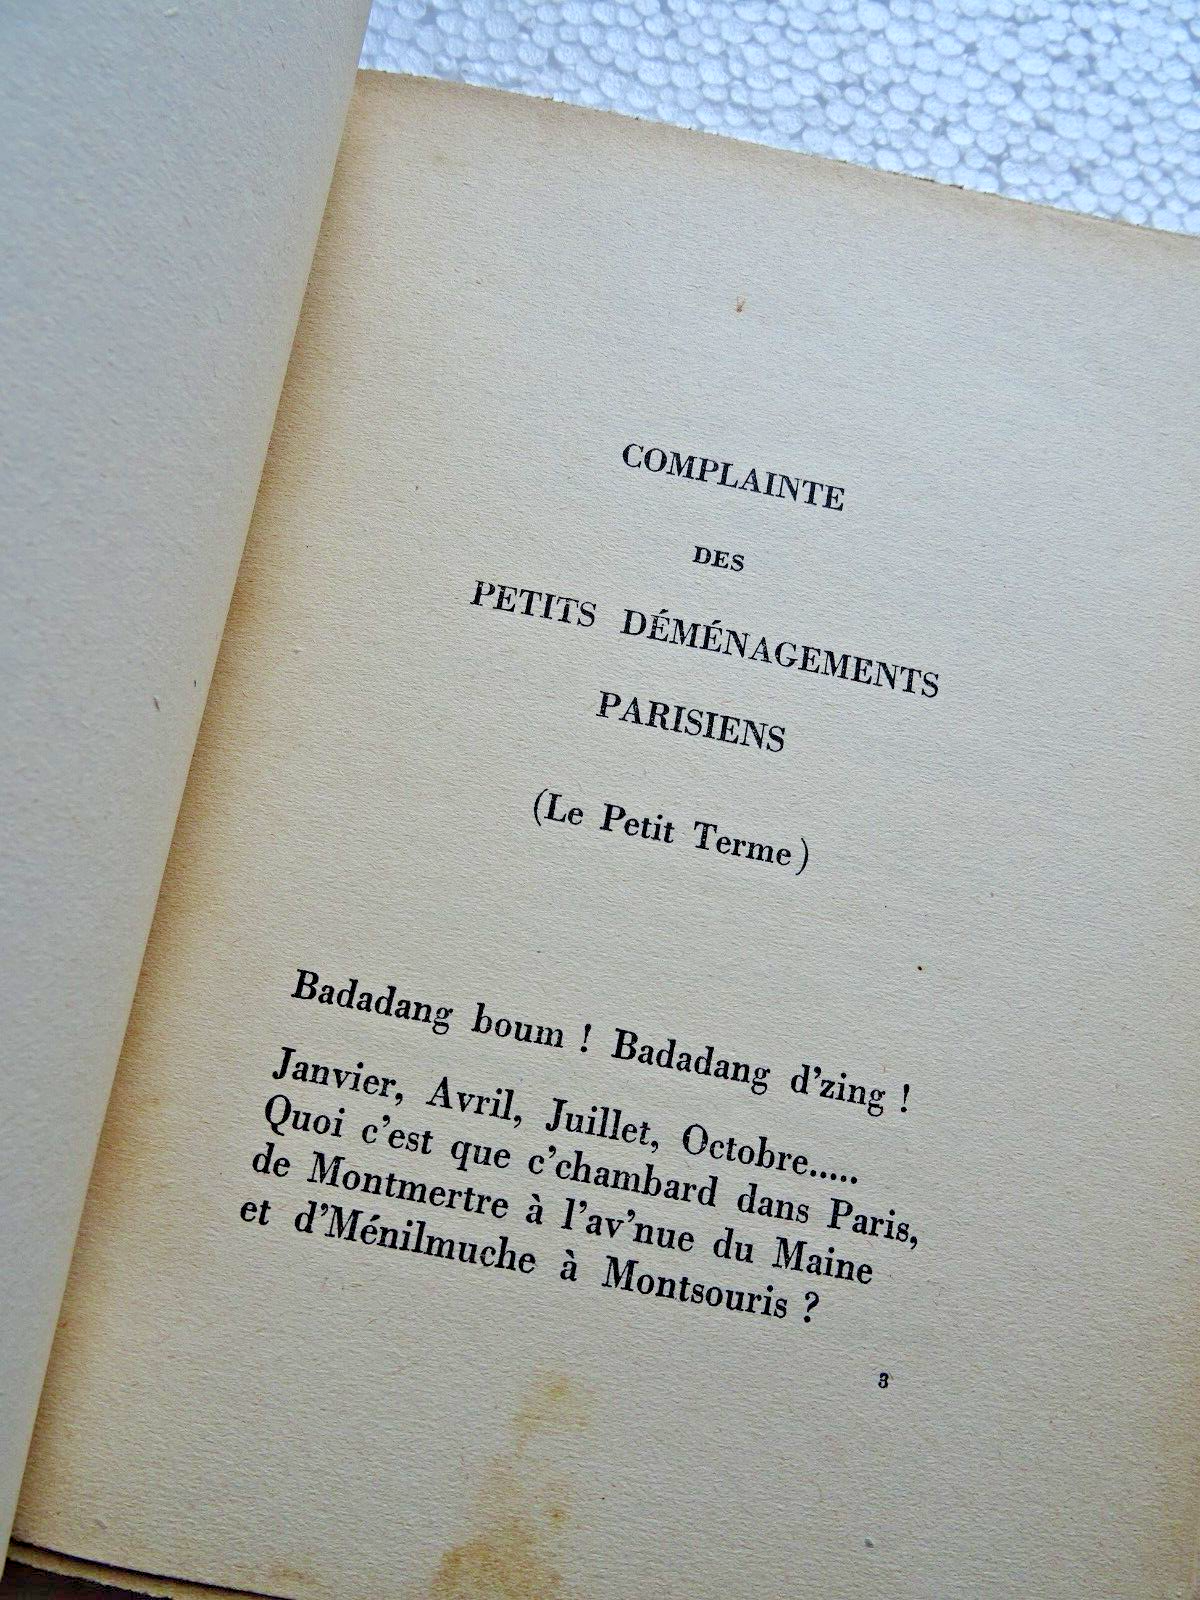 COMPLAINTE
DES
PETITS DÉMÉNAGEMENTS
PARISIENS
(Le Petit Terme)
Badadang boum ! Badadang d'zing !
Janvier, Avril, Juillet, Octobre.....
Quoi c'est que c'chambard dans Paris,
de Montmertre à l'av'nue du Maine
et d'Ménilmuche à Montsouris ?
3